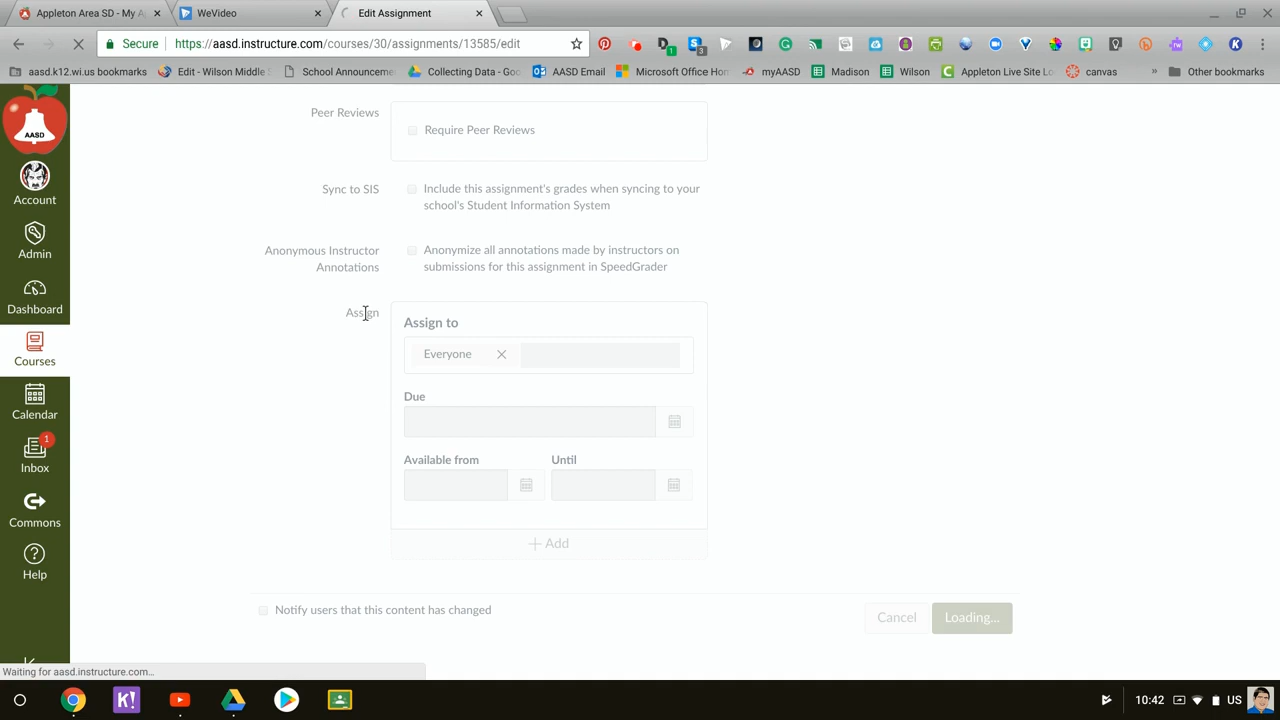 Appleton Area SD - My A
WeVideo
Edit Assignment
Secure
https://aasd.instructure.com/courses/30/assignments/13585/edit
1
3
aasd.k12.wi.us bookmarks
Edit - Wilson Middle S
School Announceme
Collecting Data - Goo
AASD Email
Microsoft Office Hom
myAASD
Madison
Wilson
Appleton Live Site Lo
canvas
»
Other bookmarks
AASD
Account
Admin
Dashboard
Courses
Calendar
1
Inbox
Commons
Help
Peer Reviews
Require Peer Reviews
Sync to SIS
Include this assignment's grades when syncing to your
school's Student Information System
Anonymous Instructor
Annotations
Anonymize all annotations made by instructors on
submissions for this assignment in SpeedGrader
Assign
Assign to
Everyone
Due
Available from
Until
+ Add
Notify users that this content has changed
Cancel
Loading...
Waiting for aasd.instructure.com...
K!
10:42
US